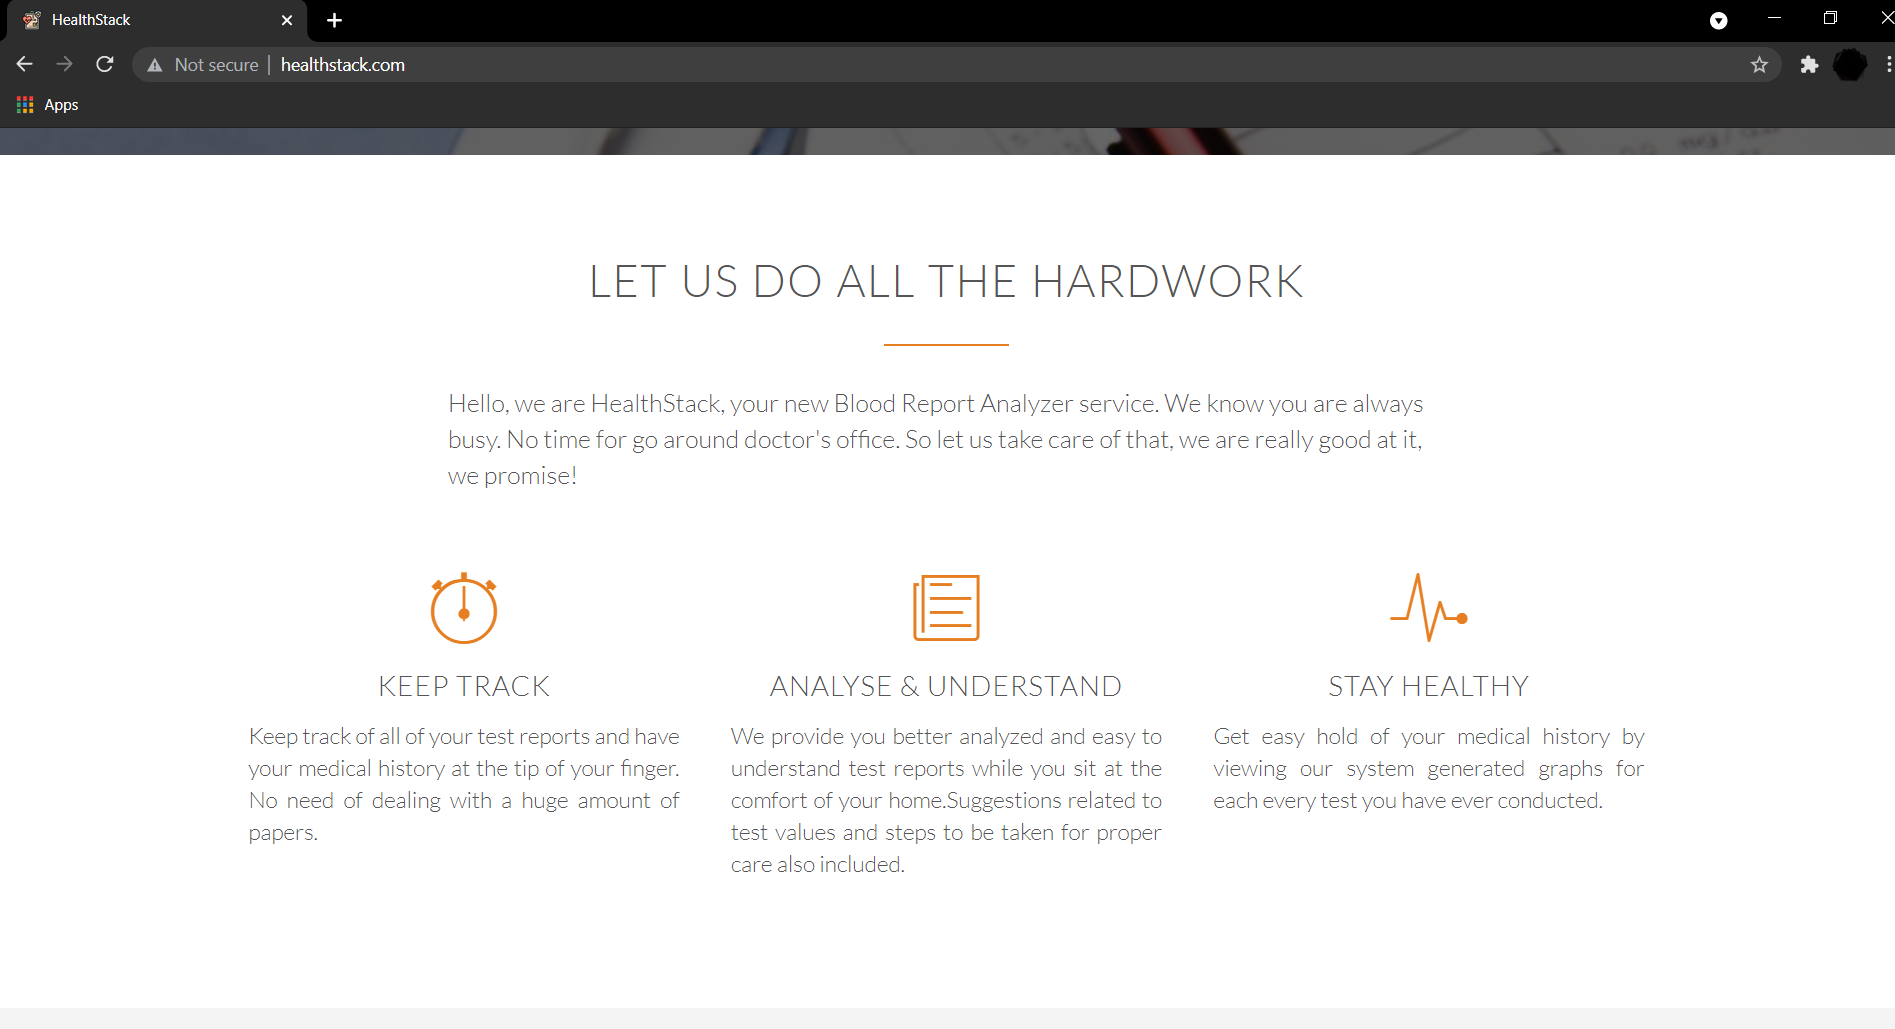 HealthStack
Not secure
healthstack.com
Apps
LET US DO ALL THE HARDWORK
Hello, we are HealthStack, your new Blood Report Analyzer service. We know you are always
busy. No time for go around doctor's office. So let us take care of that, we are really good at it,
we promise!
KEEP TRACK
Keep track of all of your test reports and have
your medical history at the tip of your finger.
No need of dealing with a huge amount of
papers.
ANALYSE & UNDERSTAND
We provide you better analyzed and easy to
understand test reports while you sit at the
comfort of your home.Suggestions related to
test values and steps to be taken for proper
care also included.
STAY HEALTHY
Get easy hold of your medical history by
viewing our system generated graphs for
each every test you have ever conducted.